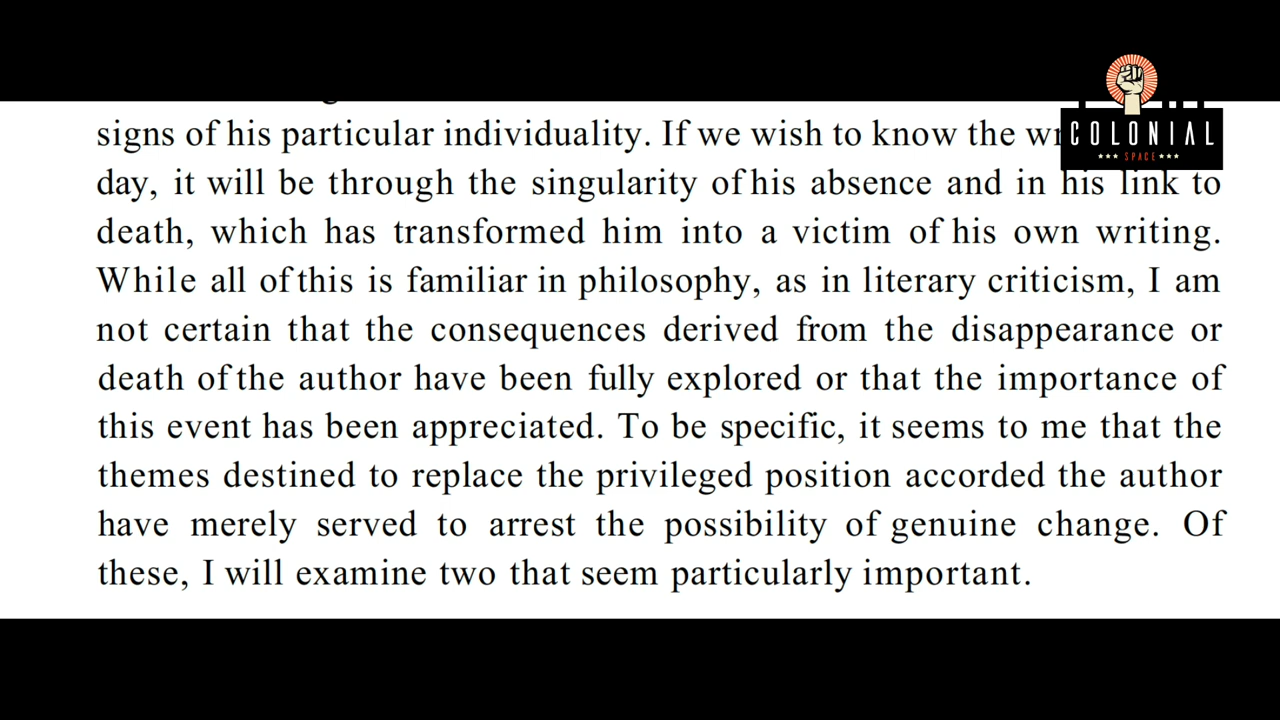 signs of his particular individuality. If we wish to know the
day, it will be through the singularity of his absence and in his link to
death, which has transformed him into a victim of his own writing.
While all of this is familiar in philosophy, as in literary criticism, I am
not certain that the consequences derived from the disappearance or
death of the author have been fully explored or that the importance of
this event has been appreciated. To be specific, it seems to me that the
themes destined to replace the privileged position accorded the author
have merely served to arrest the possibility of genuine change. Of
these, I will examine two that seem particularly important.
COLONIAL
SPACE